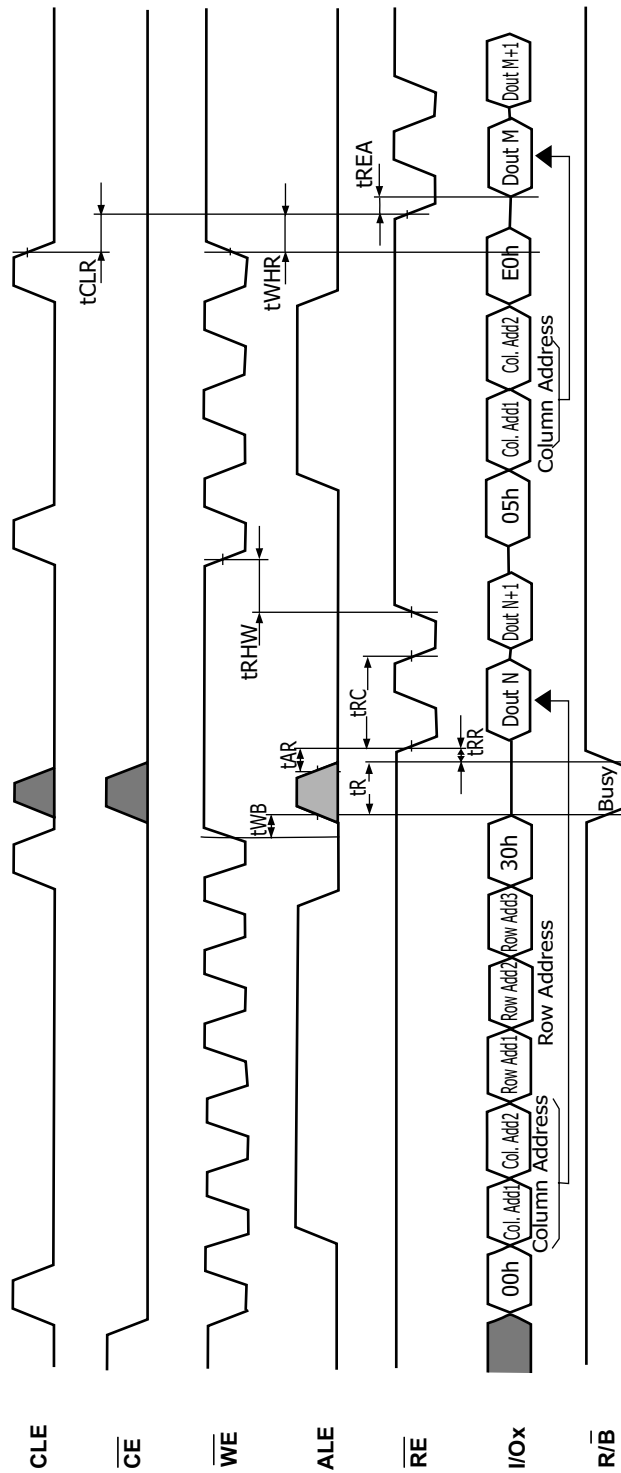 CLE
CE
WE
ALE
RE
I/Ox
R/B
tCLR
tWHR
tREA
tRHW
tWB
tAR
tR
tRC
tRR
00h
Col. Add1
Col. Add2
Row Add1
Row Add2
Row Add3
30h
Dout N
Dout N+1
05h
Col. Add1
Col. Add2
E0h
Dout M
Dout M+1
Column Address
Row Address
Column Address
Busy